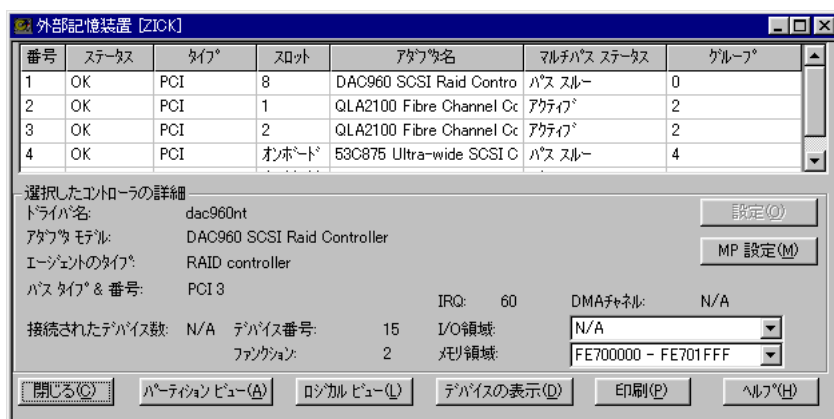 外部記憶装置 [ZICK]
番号 ステータス ﾀｲﾌﾟ スロット ｱﾀﾞﾌﾟﾀ名 マルチパス ステータス ｸﾞﾙｰﾌﾟ
1 OK PCI 8 DAC960 SCSI Raid Contro ﾊﾟｽ ｽﾙｰ 0
2 OK PCI 1 QLA2100 Fibre Channel Cc ｱｸﾃｨﾌﾞ 2
3 OK PCI 2 QLA2100 Fibre Channel Cc ｱｸﾃｨﾌﾞ 2
4 OK PCI ｵﾝﾎﾞｰﾄﾞ 53C875 Ultra-wide SCSI C ﾊﾟｽ ｽﾙｰ 4
選択したｺﾝﾄﾛｰﾗの詳細
ﾄﾞﾗｲﾊﾞ名: dac960nt 設定(O)
ｱﾀﾞﾌﾟﾀ ﾓﾃﾞﾙ: DAC960 SCSI Raid Controller
ｴｰｼﾞｪﾝﾄのﾀｲﾌﾟ: RAID controller MP 設定(M)
ﾊﾞｽ ﾀｲﾌﾟ & 番号: PCI 3
IRQ: 60 DMAﾁｬﾈﾙ: N/A
接続されたﾃﾞﾊﾞｲｽ数: N/A ﾃﾞﾊﾞｲｽ番号: 15 I/O領域: N/A
ﾌｧﾝｸｼｮﾝ: 2 ﾒﾓﾘ領域: FE700000 - FE701FFF
閉じる(C) ﾊﾟｰﾃｨｼｮﾝ ﾋﾞｭｰ(A) ﾛｼﾞｶﾙ ﾋﾞｭｰ(L) ﾃﾞﾊﾞｲｽの表示(D) 印刷(P) ﾍﾙﾌﾟ(H)